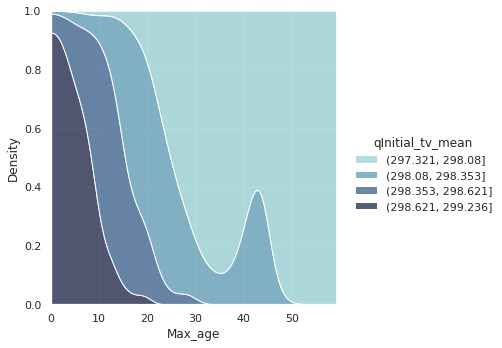 1.0
0.8
0.6
0.4
0.2
0.0
Density
0 10 20 30 40 50
Max_age
qInitial_tv_mean
(297.321, 298.08]
(298.08, 298.353]
(298.353, 298.621]
(298.621, 299.236]